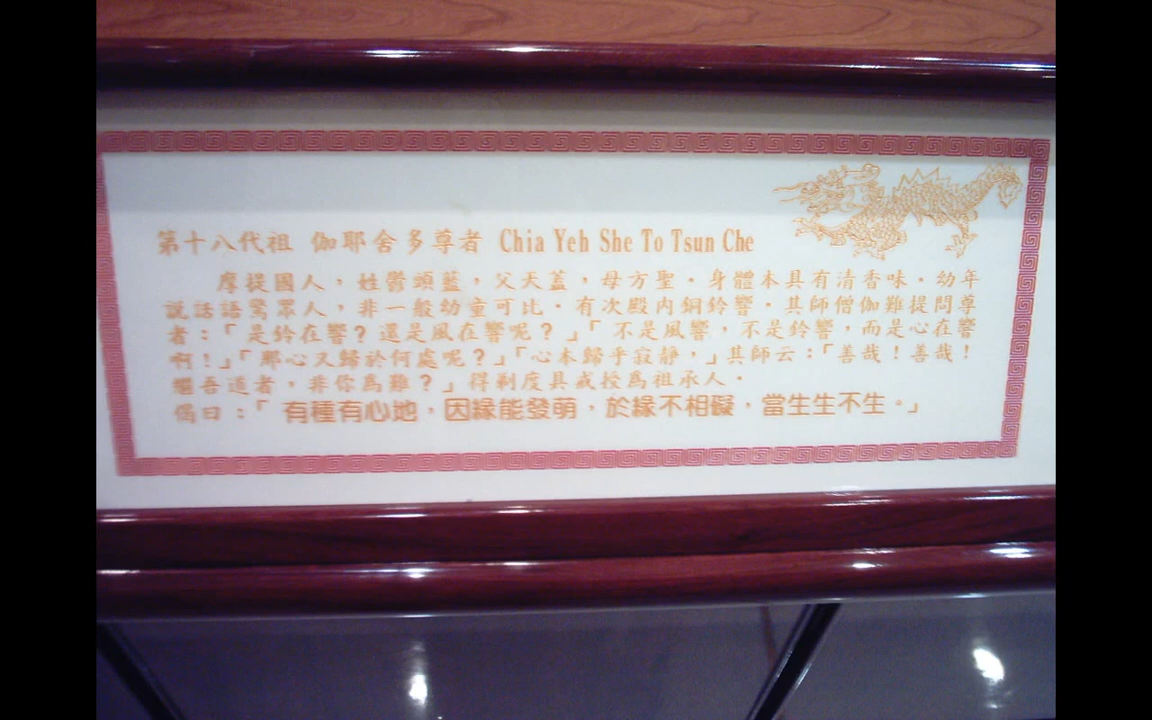 第十八代祖 伽耶舍多尊者 Chia Yeh She To Tsun Che
摩提國人，姓鬱頭藍，父天蓋，母方聖。身體本具有清香味。幼年
說話語驚眾人，非一般幼童可比。有次殿內銅鈴響。其師僧伽難提問尊
者：「是鈴在響？還是風在響呢？」「不是風響，不是鈴響，而是心在響
啊！」「那心又歸於何處呢？」「心本歸乎寂靜，」其師云：「善哉！善哉！
繼吾道者，非你為難？」得剃度具戒授為祖承人。
偈曰：「有種有心地，因緣能發萌，於緣不相礙，當生生不生。」